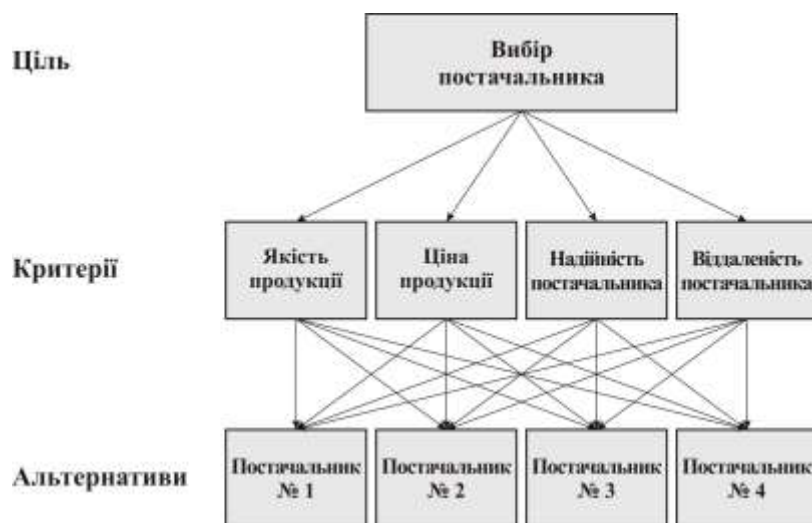 Ціль
Вибір
постачальника
Критерії
Якість
продукції
Ціна
продукції
Надійність
постачальника
Віддаленість
постачальника
Альтернативи
Постачальник
№ 1
Постачальник
№ 2
Постачальник
№ 3
Постачальник
№ 4